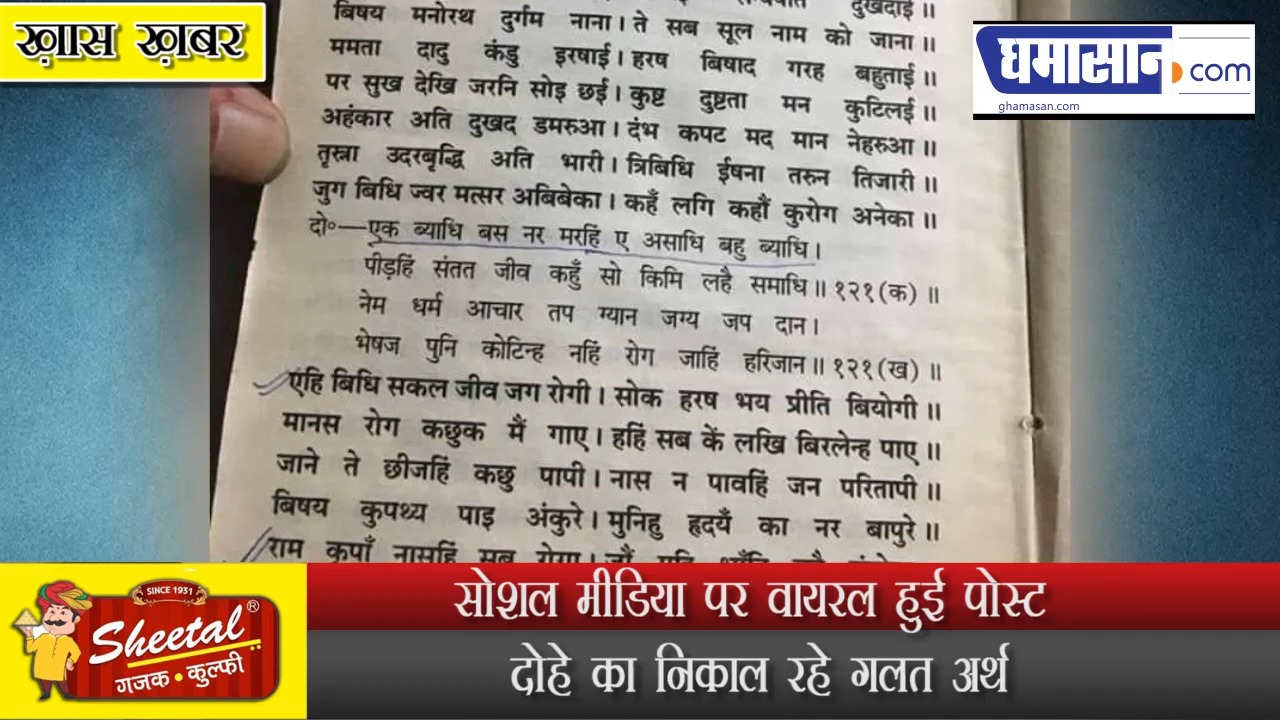 ख़ास ख़बर
घमासान.com
ghamasan.com
दुखदाई॥
बिषय मनोरथ दुर्गम नाना। ते सब सूल नाम को जाना॥
ममता दादु कंडु इरषाई। हरष बिषाद गरह बहुताई॥
पर सुख देखि जरनि सोइ छई। कुष्ट दुष्टता मन कुटिलई॥
अहंकार अति दुखद डमरुआ। दंभ कपट मद मान नेहरुआ॥
तृस्ना उदरबृद्धि अति भारी। त्रिबिधि ईषना तरुन तिजारी॥
जुग बिधि ज्वर मत्सर अबिबेका। कहँ लगि कहौं कुरोग अनेका॥
दो॰—एक ब्याधि बस नर मरहिं ए असाधि बहु ब्याधि।
पीड़हिं संतत जीव कहुँ सो किमि लहै समाधि॥१२१(क)॥
नेम धर्म आचार तप ग्यान जग्य जप दान।
भेषज पुनि कोटिन्ह नहिं रोग जाहिं हरिजान॥१२१(ख)॥
एहि बिधि सकल जीव जग रोगी। सोक हरष भय प्रीति बियोगी॥
मानस रोग कछुक मैं गाए। हहिं सब कें लखि बिरलेन्ह पाए॥
जाने ते छीजहिं कछु पापी। नास न पावहिं जन परितापी॥
बिषय कुपथ्य पाइ अंकुरे। मुनिहु हृदयँ का नर बापुरे॥
राम कृपाँ नासहिं सब रोगा।
SINCE 1931
Sheetal®
गजक • कुल्फी
सोशल मीडिया पर वायरल हुई पोस्ट
दोहे का निकाल रहे गलत अर्थ